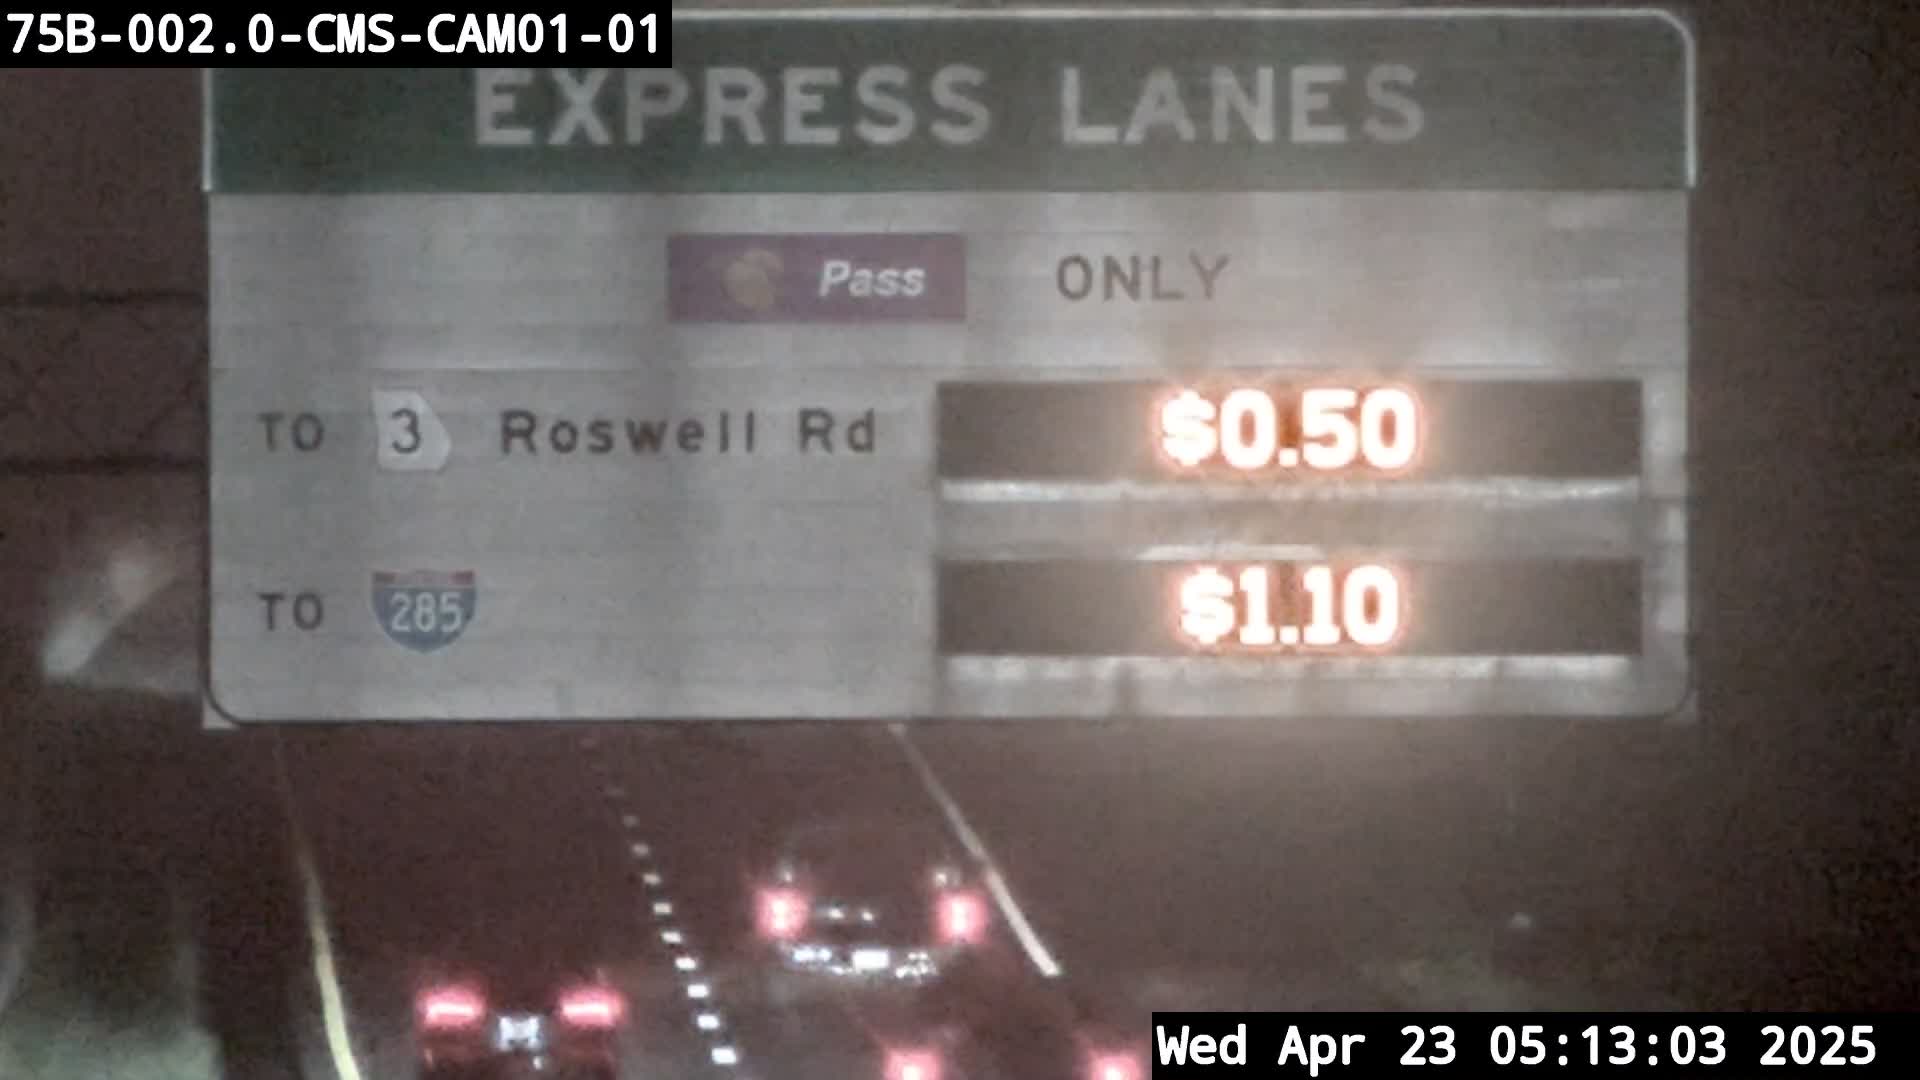 75B-002.0-CMS-CAM01-01
EXPRESS LANES
Pass ONLY
TO 3 Roswell Rd $0.50
TO 285 $1.10
Wed Apr 23 05:13:03 2025